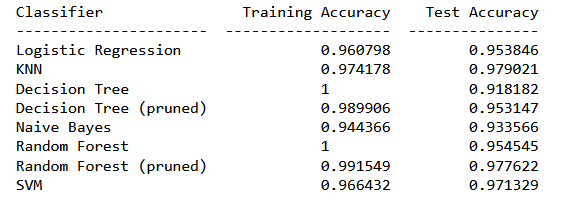 Classifier Training Accuracy Test Accuracy
---------------------- ------------------- ---------------
Logistic Regression 0.960798 0.953846
KNN 0.974178 0.979021
Decision Tree 1 0.918182
Decision Tree (pruned) 0.989906 0.953147
Naive Bayes 0.944366 0.933566
Random Forest 1 0.954545
Random Forest (pruned) 0.991549 0.977622
SVM 0.966432 0.971329